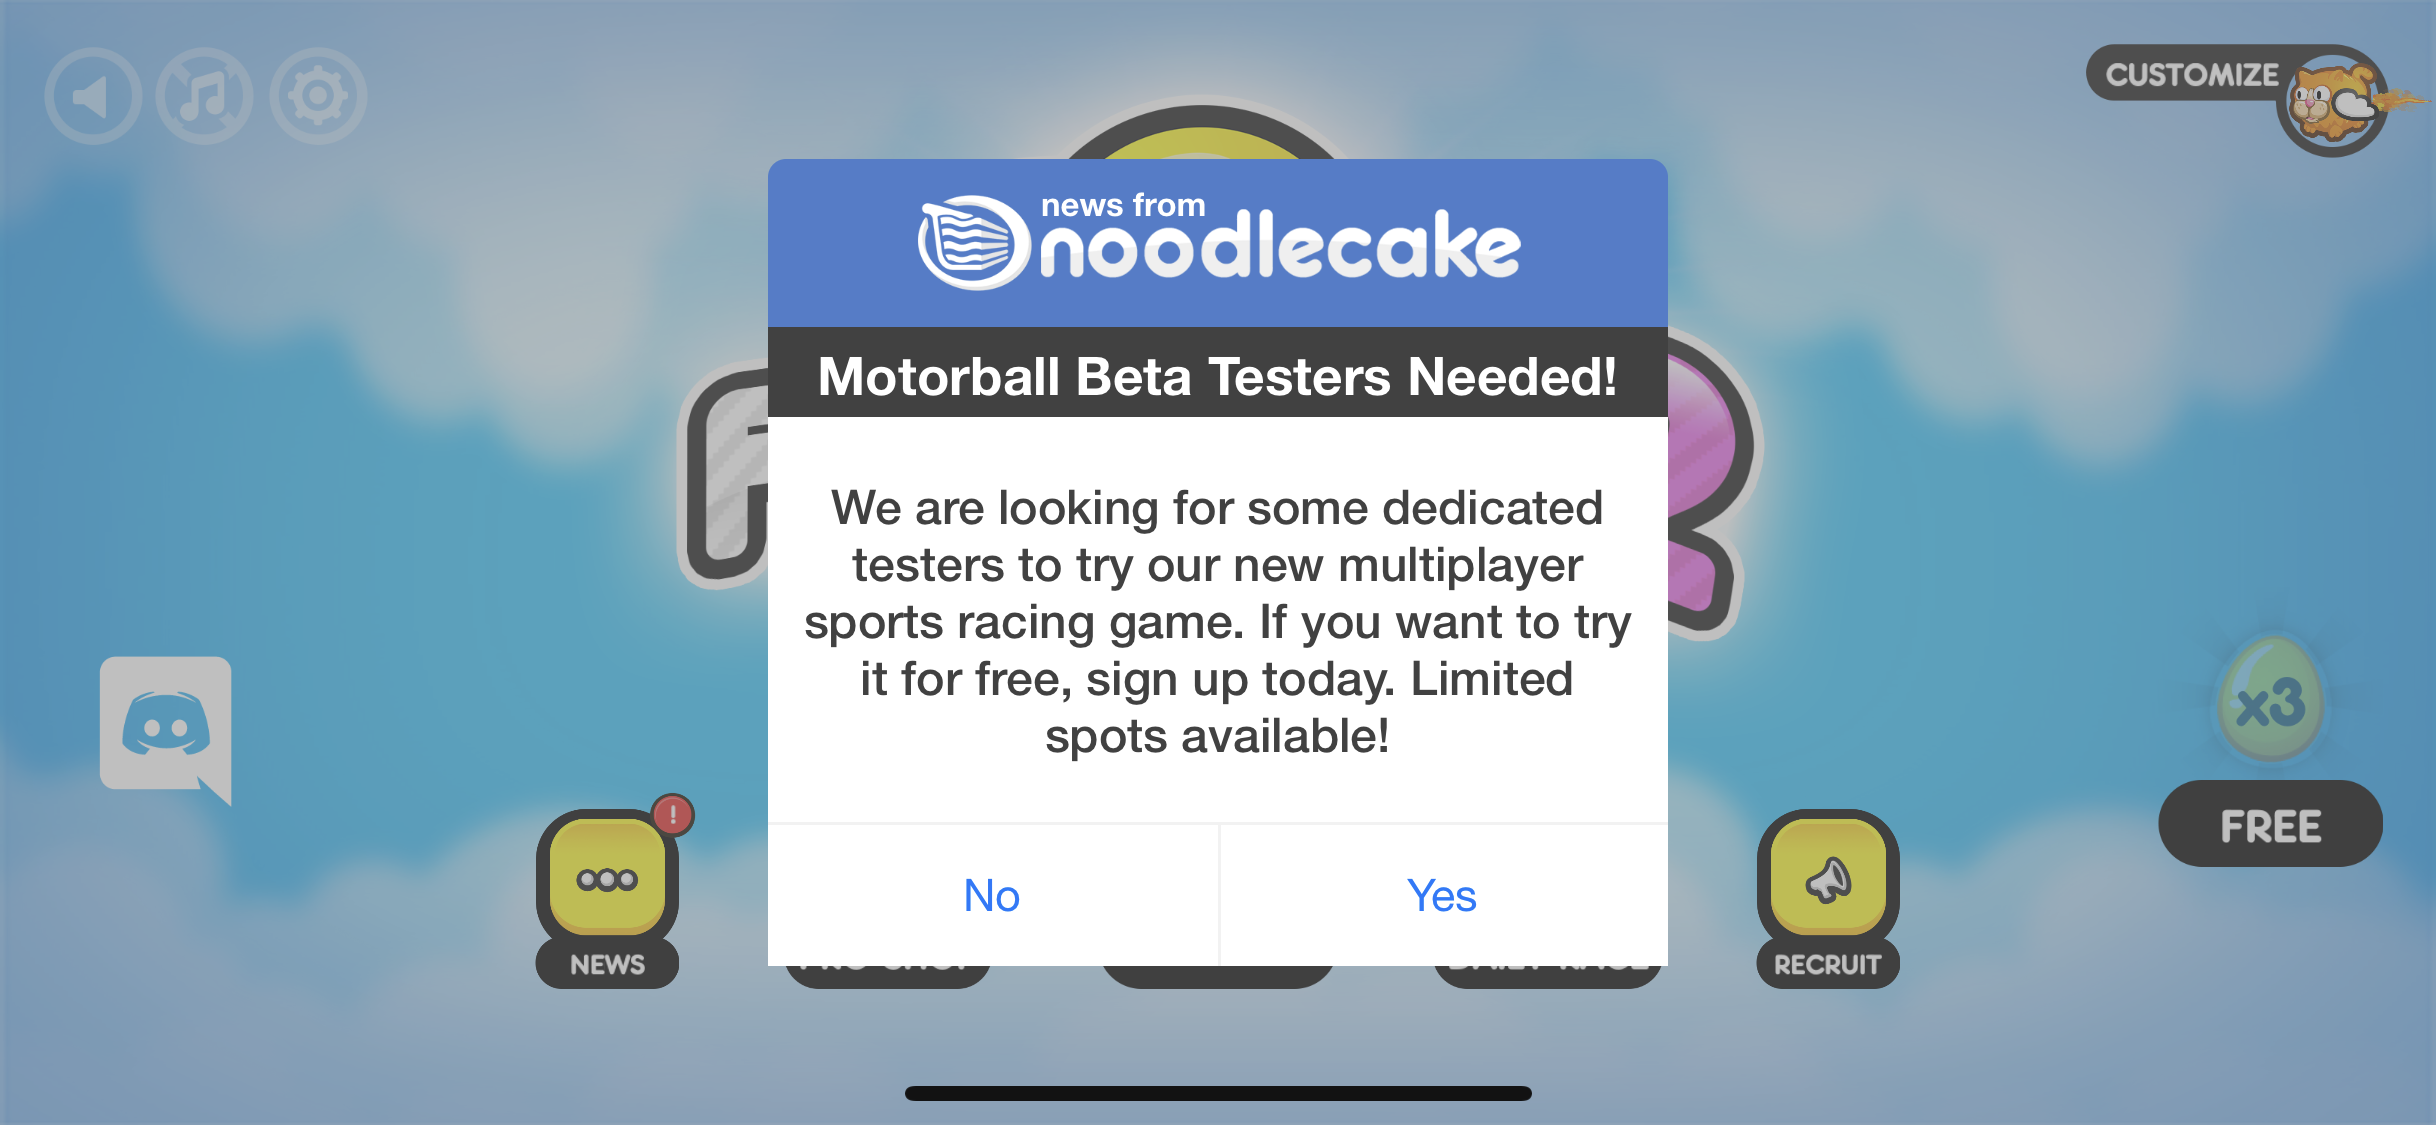 CUSTOMIZE
news from
noodlecake
Motorball Beta Testers Needed!
We are looking for some dedicated
testers to try our new multiplayer
sports racing game. If you want to try
it for free, sign up today. Limited
spots available!
x3
FREE
No
Yes
NEWS
RECRUIT